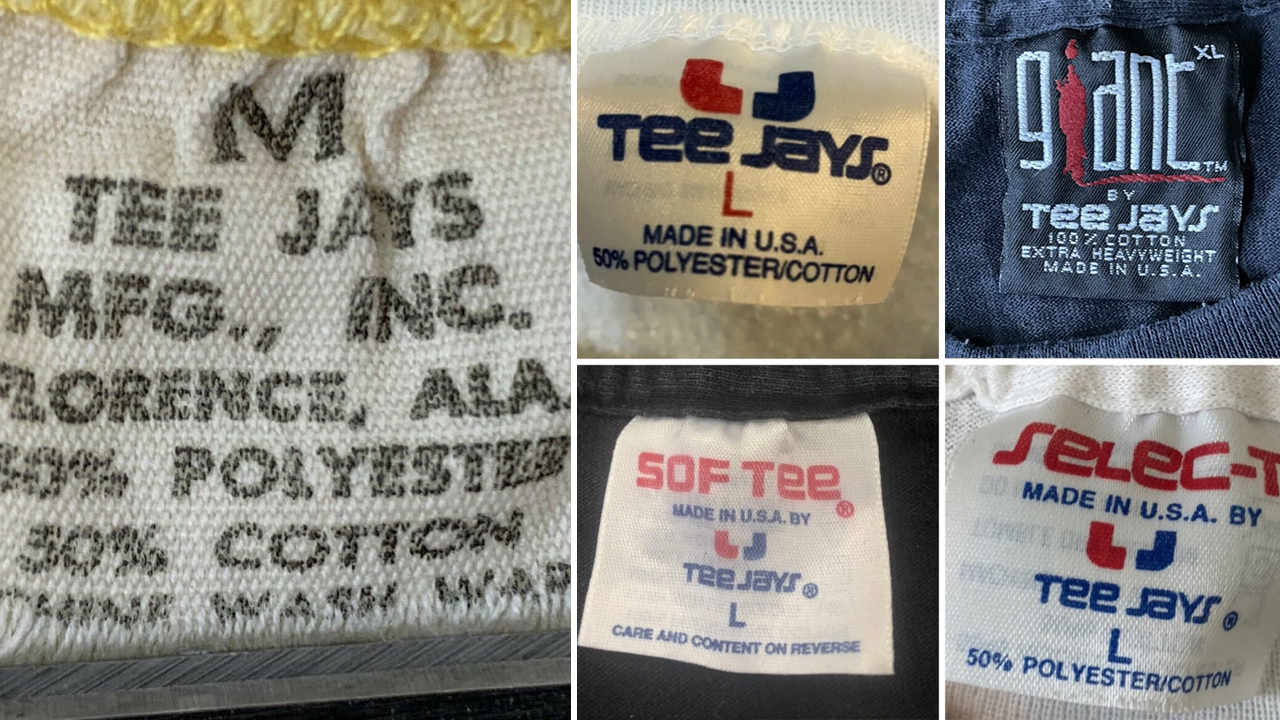 M
TEE JAYS
MFG., INC.
FLORENCE, ALA
POLYESTER
50% COTTON
WASH
Tee Jays®
L
MADE IN U.S.A.
50% POLYESTER/COTTON
giant XL
TM
BY
Tee Jays
100% COTTON
EXTRA HEAVYWEIGHT
MADE IN U.S.A.
SOF Tee®
MADE IN U.S.A. BY
Tee Jays®
L
CARE AND CONTENT ON REVERSE
SELEC-T
MADE IN U.S.A. BY
Tee Jays®
L
50% POLYESTER/COTTON